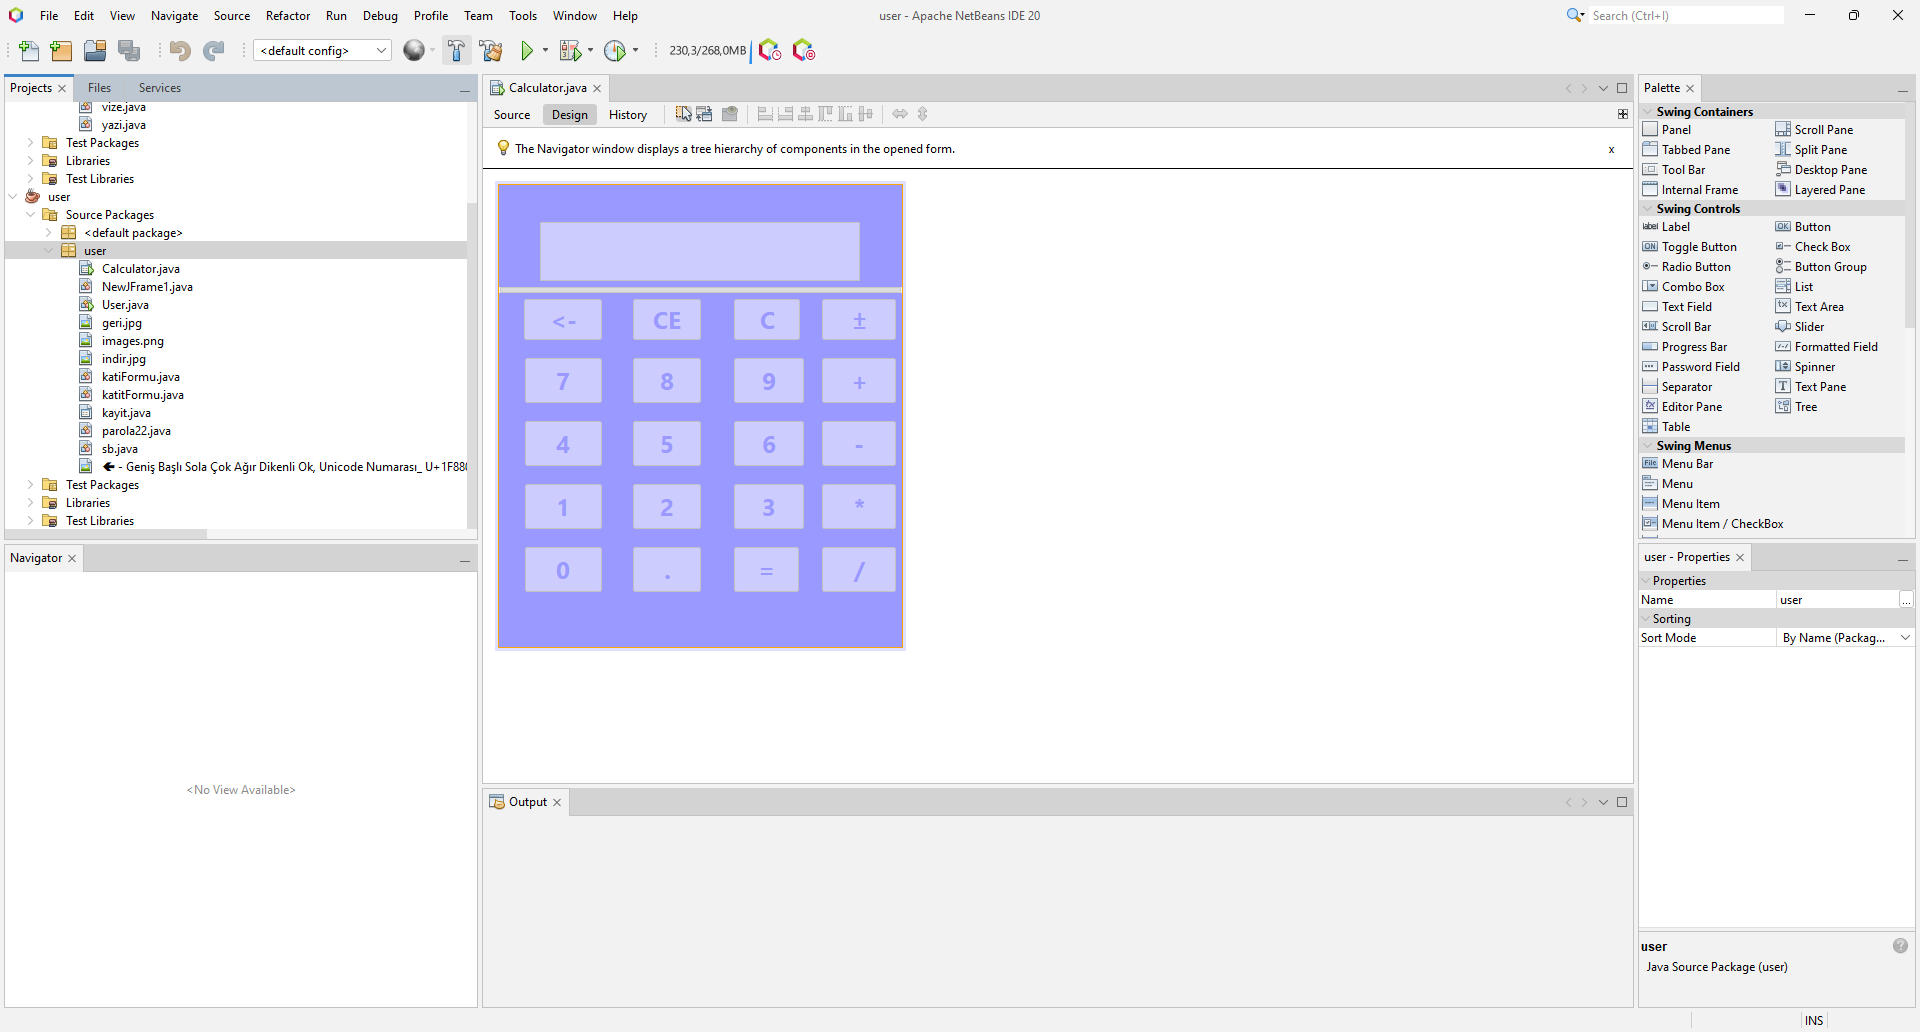 File Edit View Navigate Source Refactor Run Debug Profile Team Tools Window Help
user - Apache NetBeans IDE 20
Search (Ctrl+I)
<default config>
230,3/268,0MB
Projects Files Services
vize.java
yazi.java
Test Packages
Libraries
Test Libraries
user
Source Packages
<default package>
user
Calculator.java
NewJFrame1.java
User.java
geri.jpg
images.png
indir.jpg
katiFormu.java
katitFormu.java
kayit.java
parola22.java
sb.java
🡸 - Geniş Başlı Sola Çok Ağır Dikenli Ok, Unicode Numarası_ U+1F88
Test Packages
Libraries
Test Libraries
Navigator
<No View Available>
Calculator.java
Source Design History
The Navigator window displays a tree hierarchy of components in the opened form.
x
<- CE C ±
7 8 9 +
4 5 6 -
1 2 3 *
0 . = /
Output
Palette
Swing Containers
Panel Scroll Pane
Tabbed Pane Split Pane
Tool Bar Desktop Pane
Internal Frame Layered Pane
Swing Controls
label Label OK Button
ON Toggle Button Check Box
Radio Button Button Group
Combo Box List
Text Field Text Area
Scroll Bar Slider
Progress Bar Formatted Field
Password Field Spinner
Separator Text Pane
Editor Pane Tree
Table
Swing Menus
File Menu Bar
Menu
Menu Item
Menu Item / CheckBox
user - Properties
Properties
Name user ...
Sorting
Sort Mode By Name (Packag...
user
Java Source Package (user)
INS